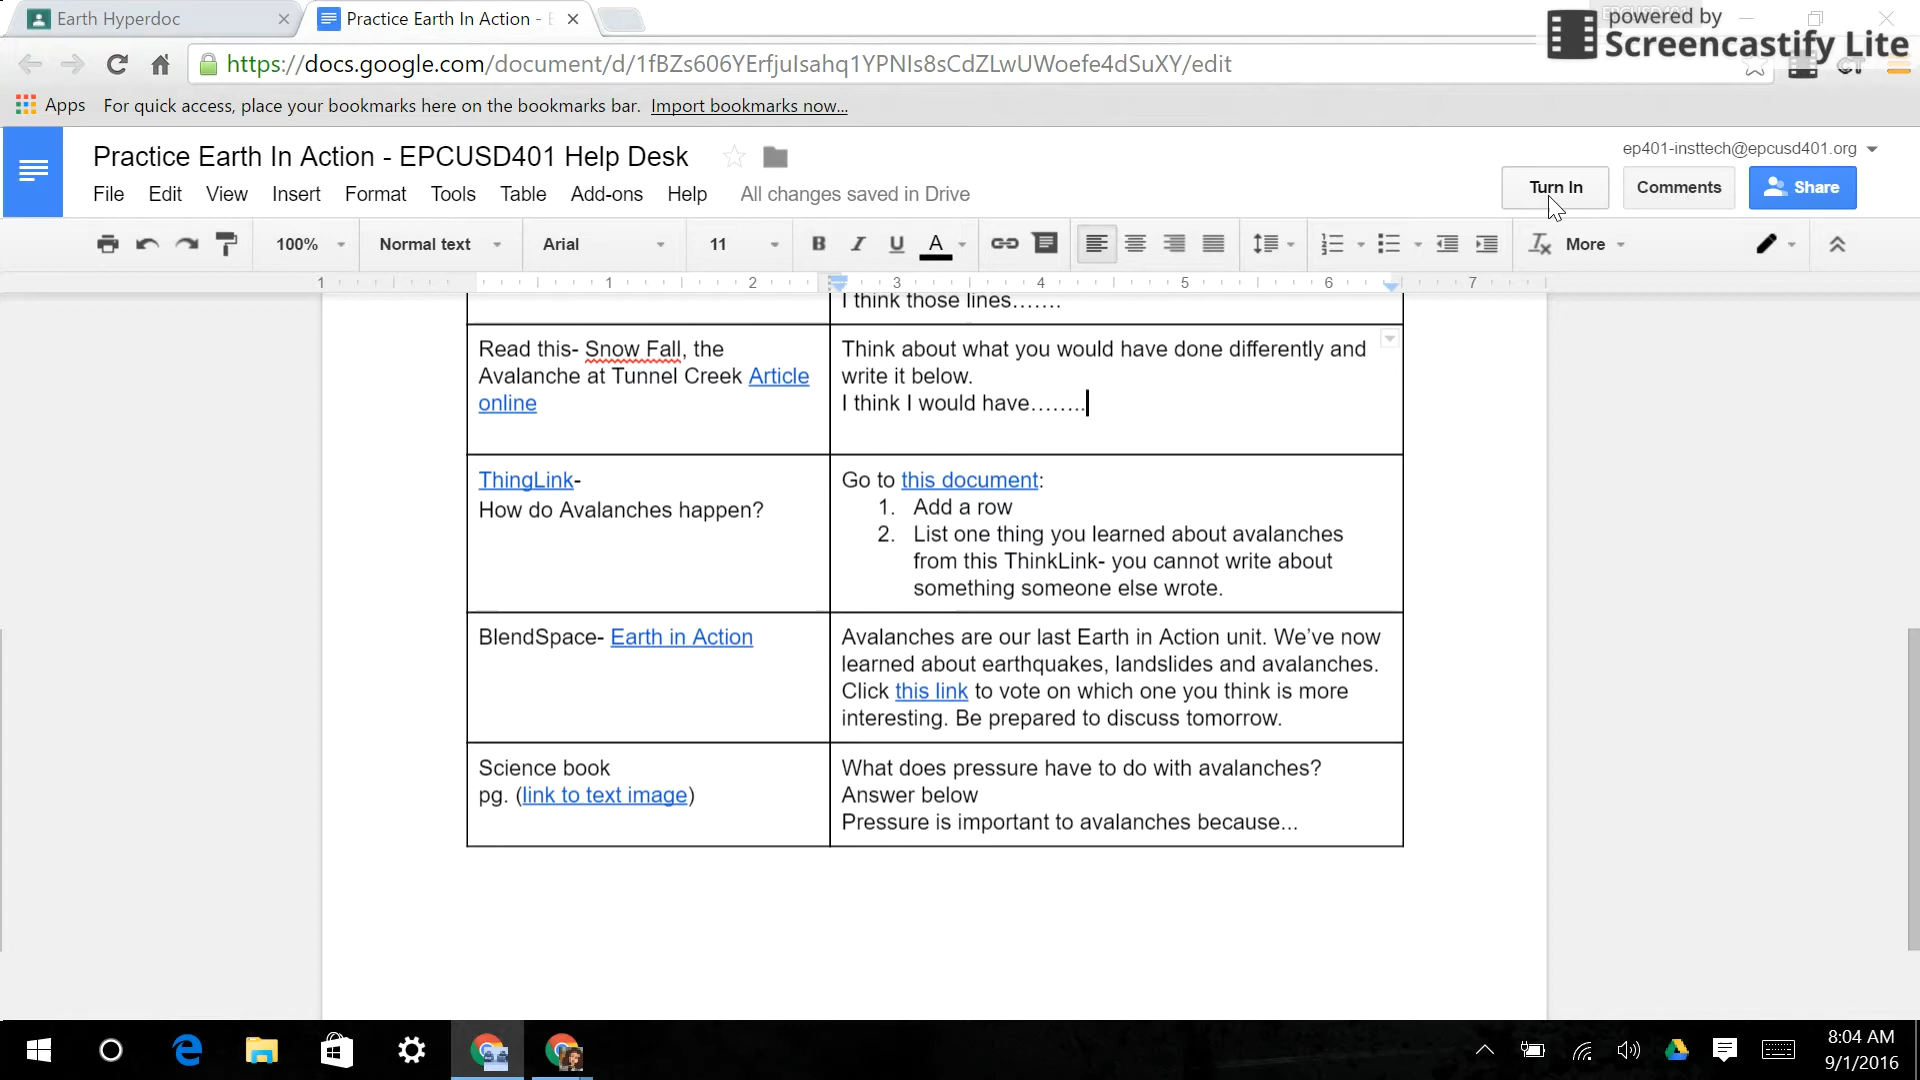 Earth Hyperdoc
Practice Earth In Action -
powered by
Screencastify Lite
https://docs.google.com/document/d/1fBZs606YErfjuIsahq1YPNIs8sCdZLwUWoefe4dSuXY/edit
Apps For quick access, place your bookmarks here on the bookmarks bar. Import bookmarks now...
Practice Earth In Action - EPCUSD401 Help Desk
ep401-insttech@epcusd401.org
File Edit View Insert Format Tools Table Add-ons Help All changes saved in Drive
Turn In Comments Share
100% Normal text Arial 11 B I U A More
1 1 2 3 4 5 6 7
I think those lines…….
Read this- Snow Fall, the
Avalanche at Tunnel Creek Article
online
Think about what you would have done differently and
write it below.
I think I would have……..
ThingLink-
How do Avalanches happen?
Go to this document:
1. Add a row
2. List one thing you learned about avalanches
from this ThinkLink- you cannot write about
something someone else wrote.
BlendSpace- Earth in Action
Avalanches are our last Earth in Action unit. We’ve now
learned about earthquakes, landslides and avalanches.
Click this link to vote on which one you think is more
interesting. Be prepared to discuss tomorrow.
Science book
pg. (link to text image)
What does pressure have to do with avalanches?
Answer below
Pressure is important to avalanches because...
8:04 AM
9/1/2016